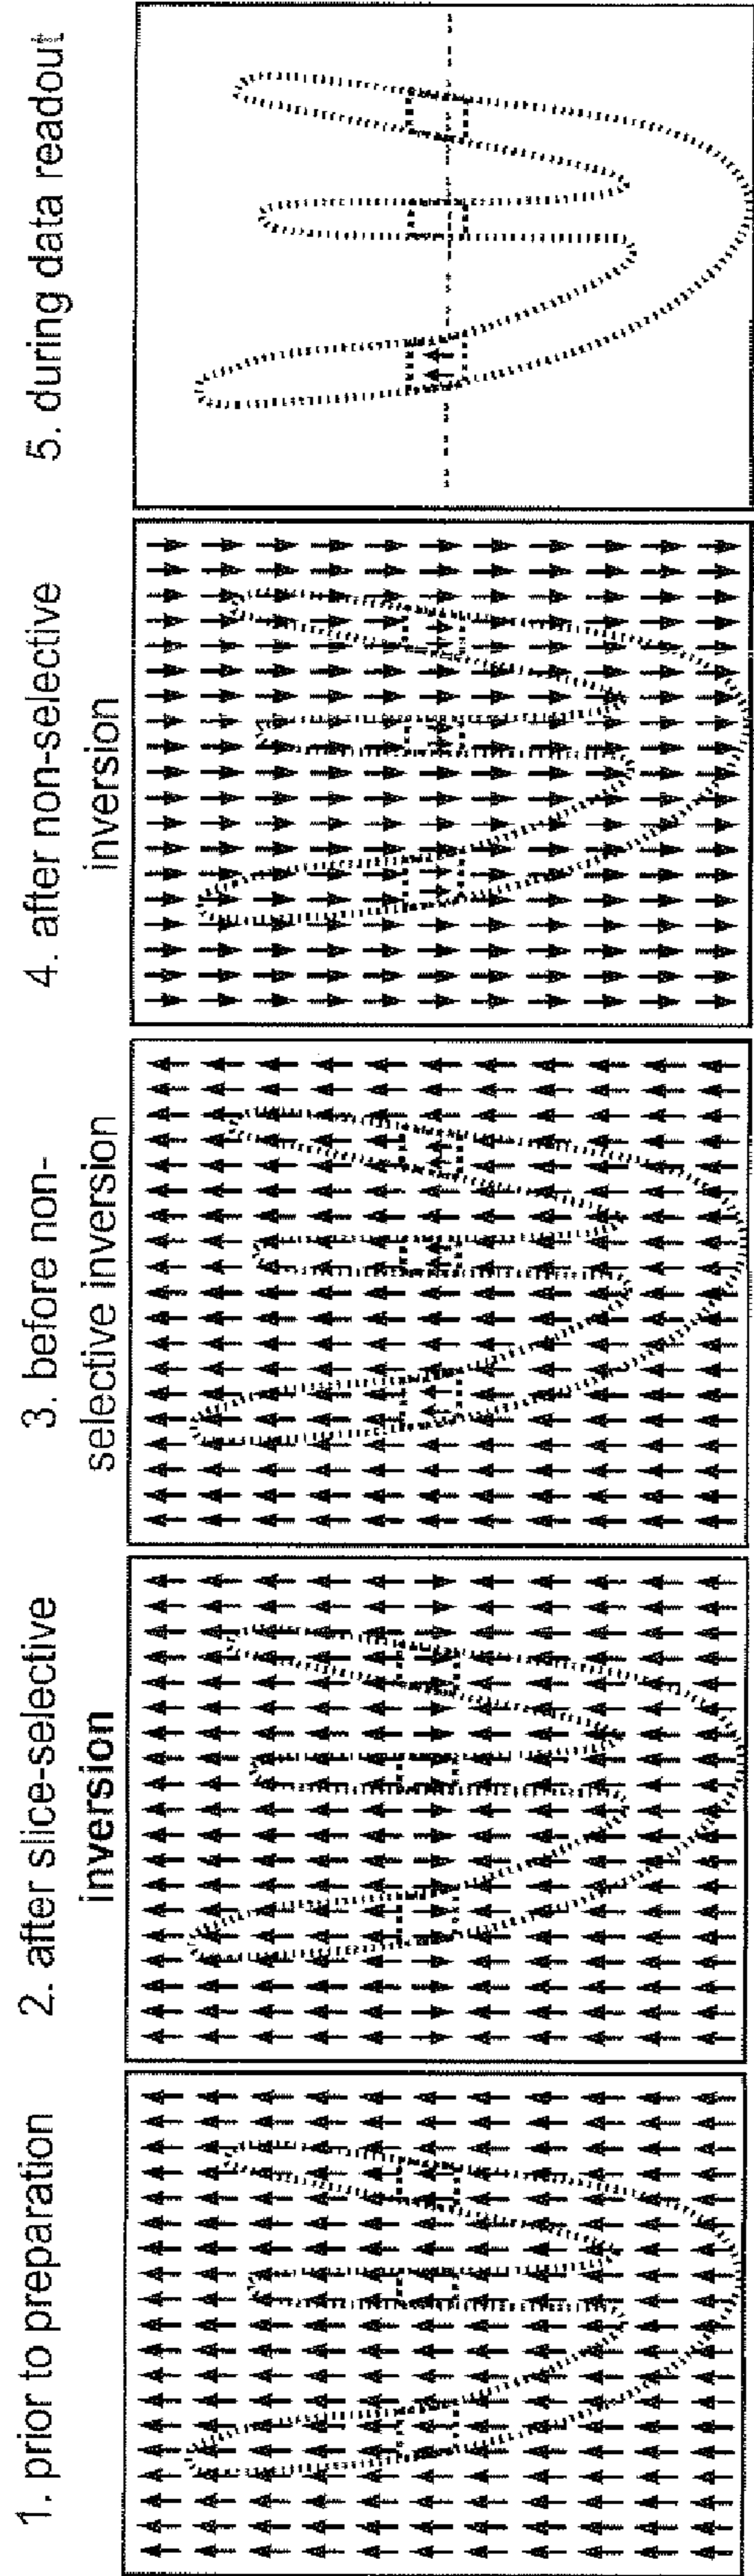 1. prior to preparation
2. after slice-selective
inversion
3. before non-
selective inversion
4. after non-selective
inversion
5. during data readout